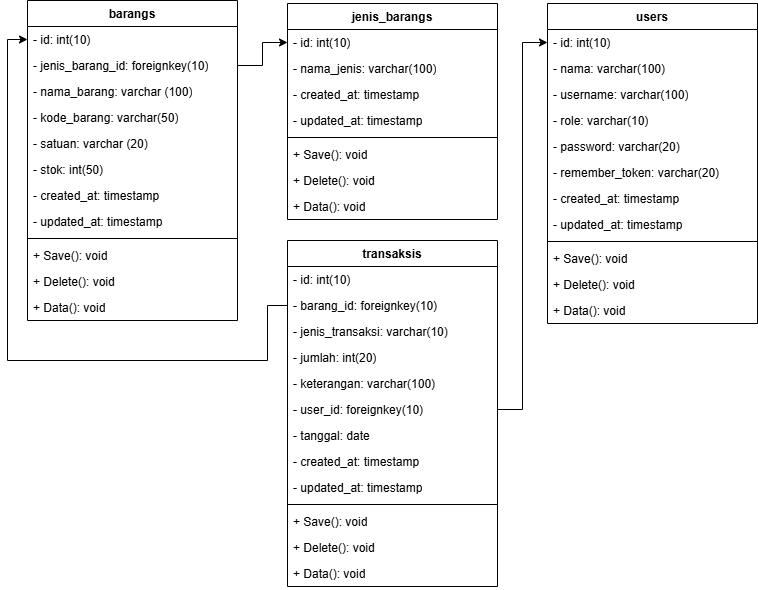 barangs
- id: int(10)
- jenis_barang_id: foreignkey(10)
- nama_barang: varchar (100)
- kode_barang: varchar(50)
- satuan: varchar (20)
- stok: int(50)
- created_at: timestamp
- updated_at: timestamp
+ Save(): void
+ Delete(): void
+ Data(): void
jenis_barangs
- id: int(10)
- nama_jenis: varchar(100)
- created_at: timestamp
- updated_at: timestamp
+ Save(): void
+ Delete(): void
+ Data(): void
users
- id: int(10)
- nama: varchar(100)
- username: varchar(100)
- role: varchar(10)
- password: varchar(20)
- remember_token: varchar(20)
- created_at: timestamp
- updated_at: timestamp
+ Save(): void
+ Delete(): void
+ Data(): void
transaksis
- id: int(10)
- barang_id: foreignkey(10)
- jenis_transaksi: varchar(10)
- jumlah: int(20)
- keterangan: varchar(100)
- user_id: foreignkey(10)
- tanggal: date
- created_at: timestamp
- updated_at: timestamp
+ Save(): void
+ Delete(): void
+ Data(): void